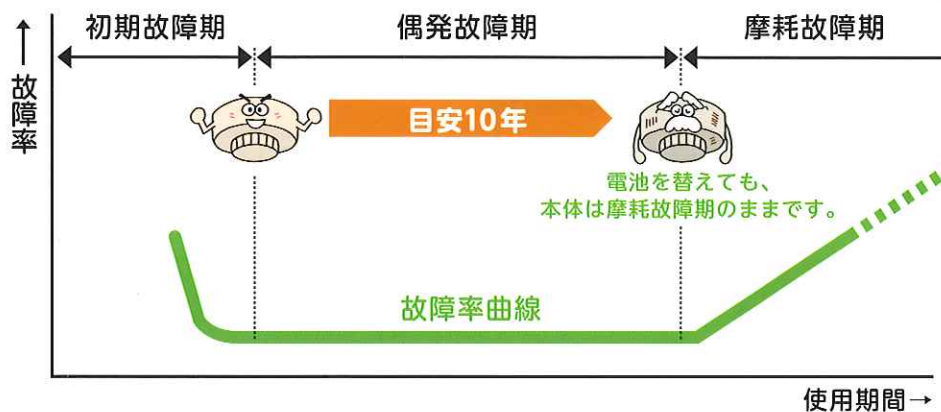 初期故障期
偶発故障期
摩耗故障期
↑故障率
目安10年
電池を替えても、
本体は摩耗故障期のままです。
故障率曲線
使用期間→